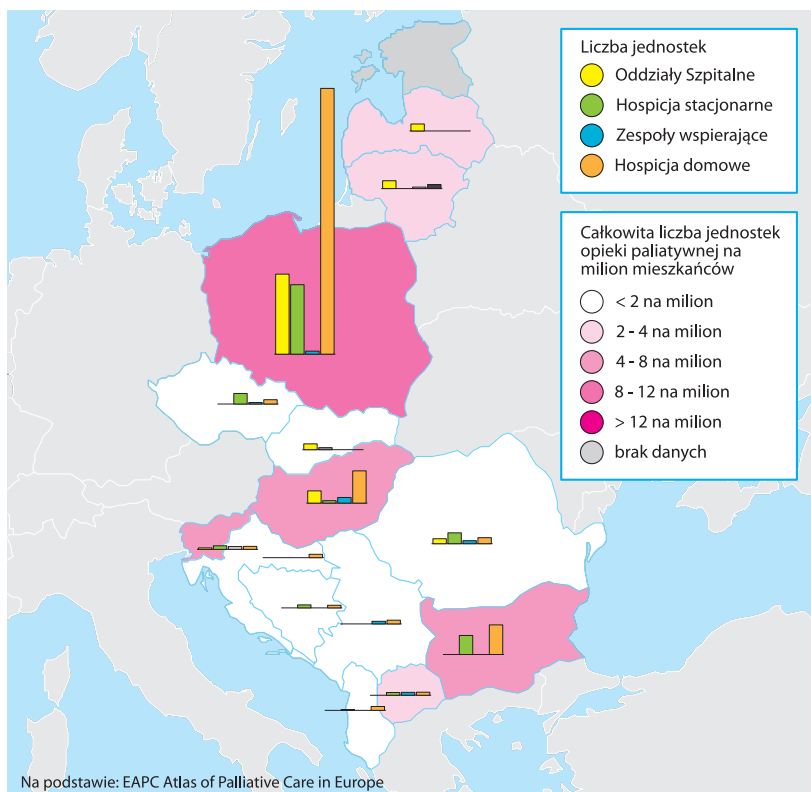 Liczba jednostek
Oddziały Szpitalne
Hospicja stacjonarne
Zespoły wspierające
Hospicja domowe
Całkowita liczba jednostek
opieki paliatywnej na
milion mieszkańców
< 2 na milion
2 - 4 na milion
4 - 8 na milion
8 - 12 na milion
> 12 na milion
brak danych
Na podstawie: EAPC Atlas of Palliative Care in Europe